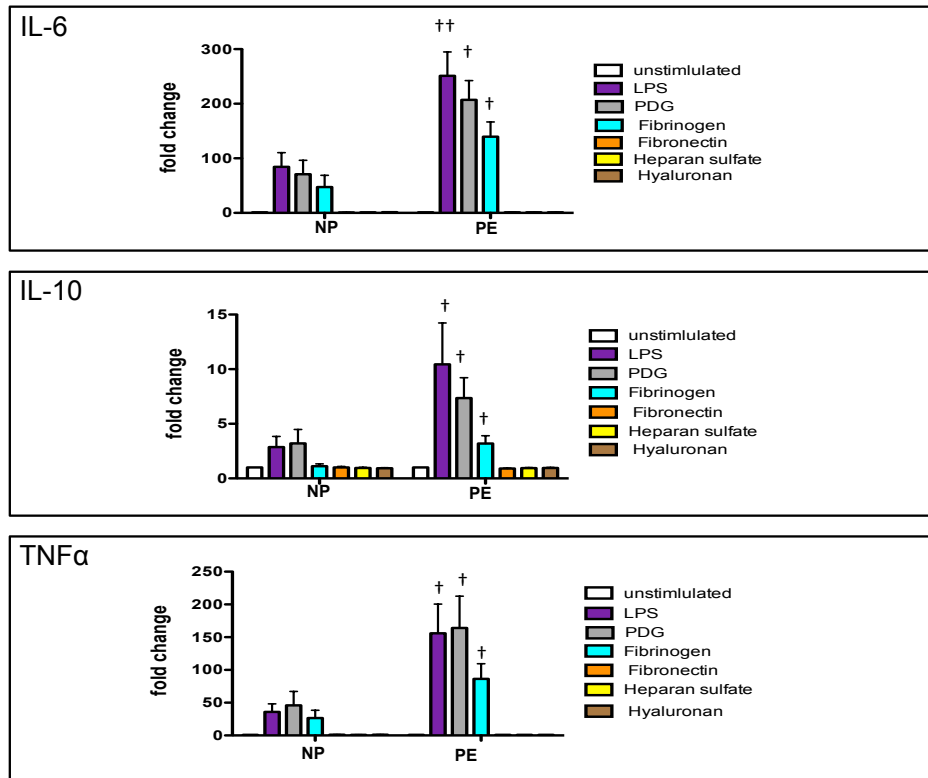 IL-6
††
†
†
300
200
100
0
fold change
NP
PE
unstimlulated
LPS
PDG
Fibrinogen
Fibronectin
Heparan sulfate
Hyaluronan
IL-10
†
†
†
15
10
5
0
fold change
NP
PE
unstimlulated
LPS
PDG
Fibrinogen
Fibronectin
Heparan sulfate
Hyaluronan
TNFα
†
†
†
250
200
150
100
50
0
fold change
NP
PE
unstimlulated
LPS
PDG
Fibrinogen
Fibronectin
Heparan sulfate
Hyaluronan